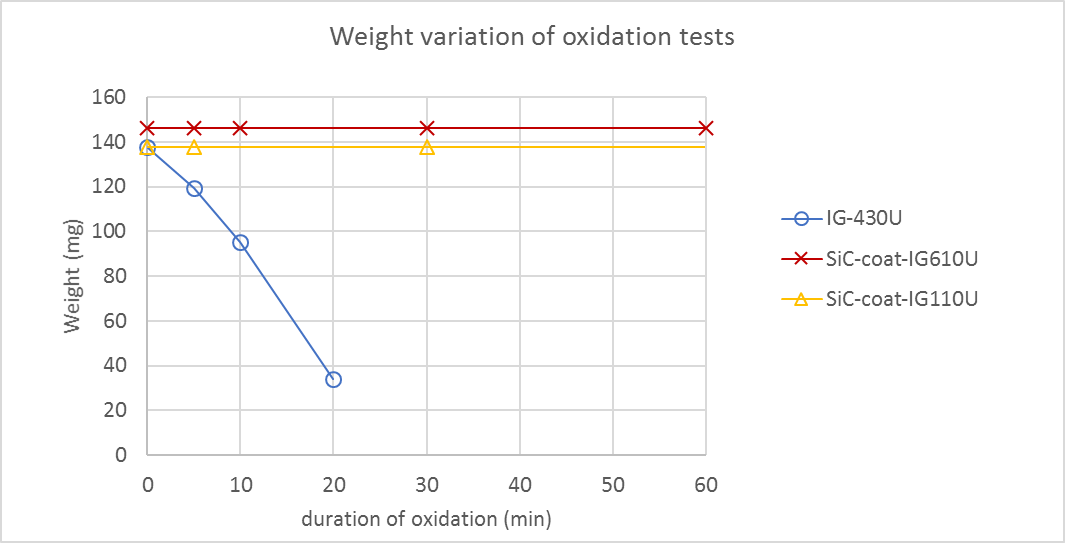 Weight variation of oxidation tests
160
140
120
100
80
60
40
20
0
Weight (mg)
0 10 20 30 40 50 60
duration of oxidation (min)
IG-430U
SiC-coat-IG610U
SiC-coat-IG110U